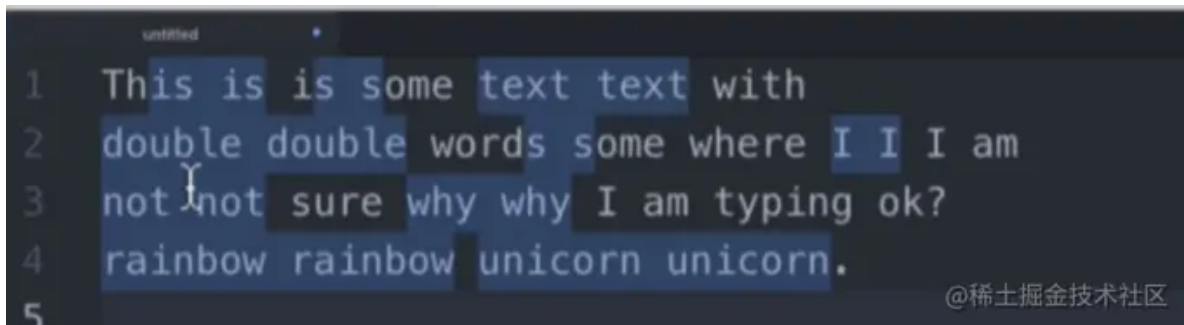 untitled
1 This is is some text text with
2 double double words some where I I I am
3 not not sure why why I am typing ok?
4 rainbow rainbow unicorn unicorn.
5
@稀土掘金技术社区